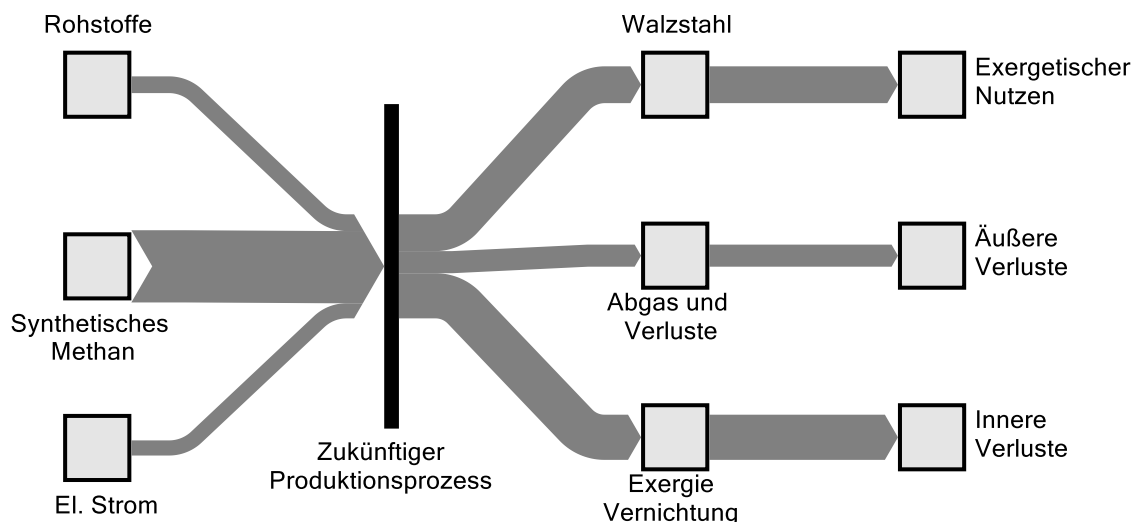 Rohstoffe
Walzstahl
Exergetischer
Nutzen
Äußere
Verluste
Abgas und
Verluste
Synthetisches
Methan
Innere
Verluste
Zukünftiger
Produktionsprozess
El. Strom
Exergie
Vernichtung